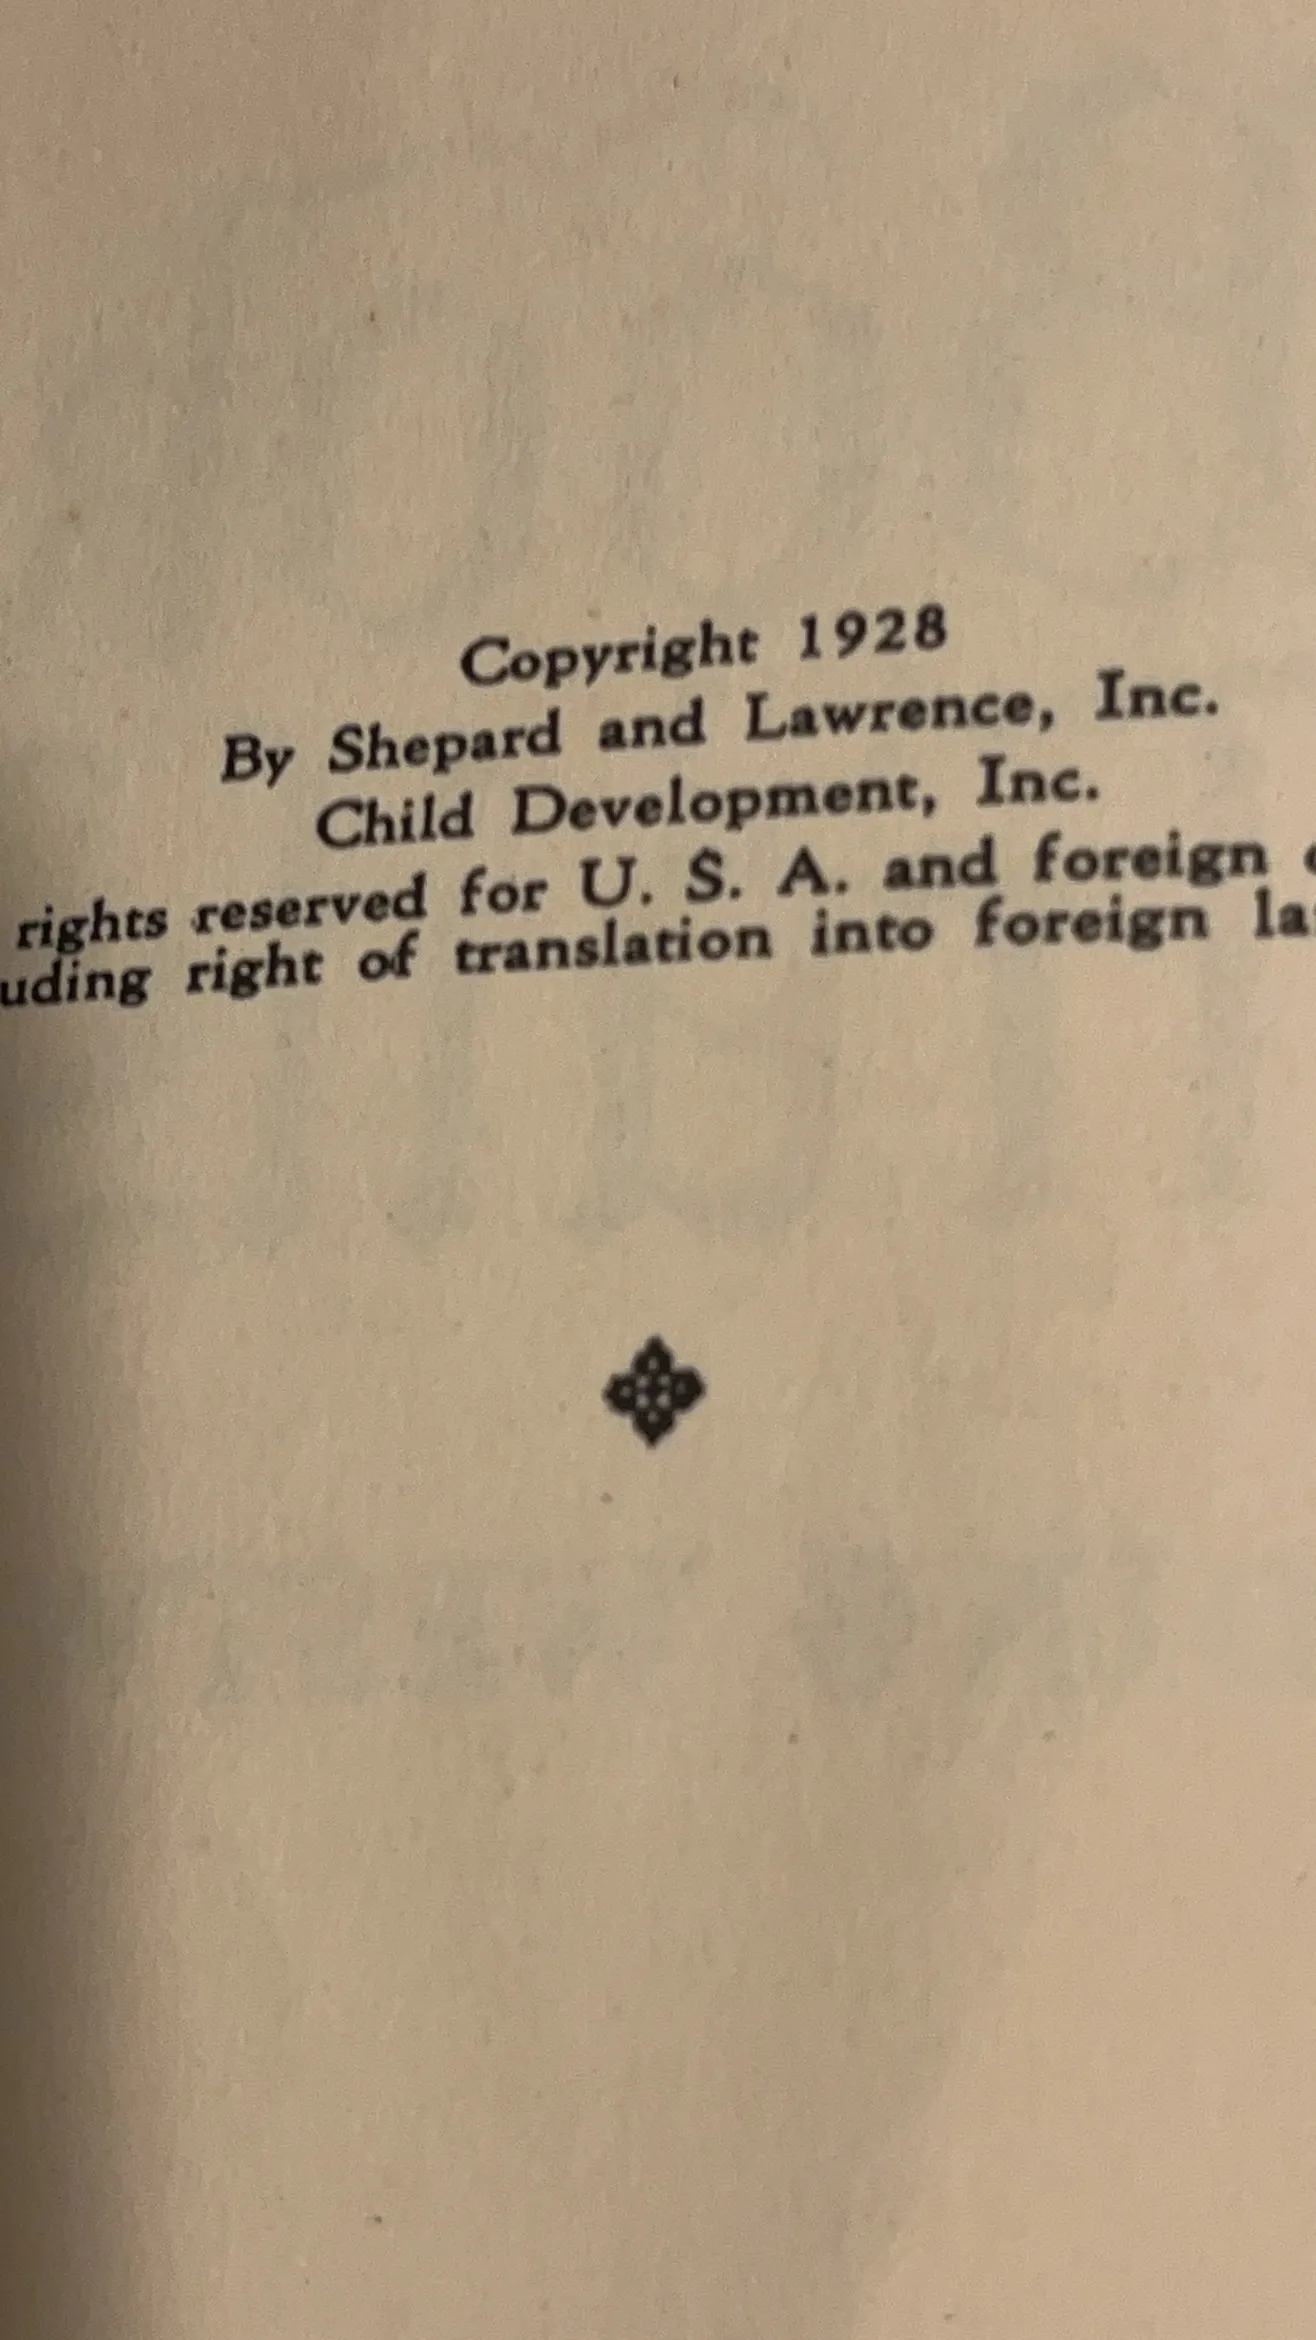 Copyright 1928
By Shepard and Lawrence, Inc.
Child Development, Inc.
rights reserved for U. S. A. and foreign
uding right of translation into foreign la